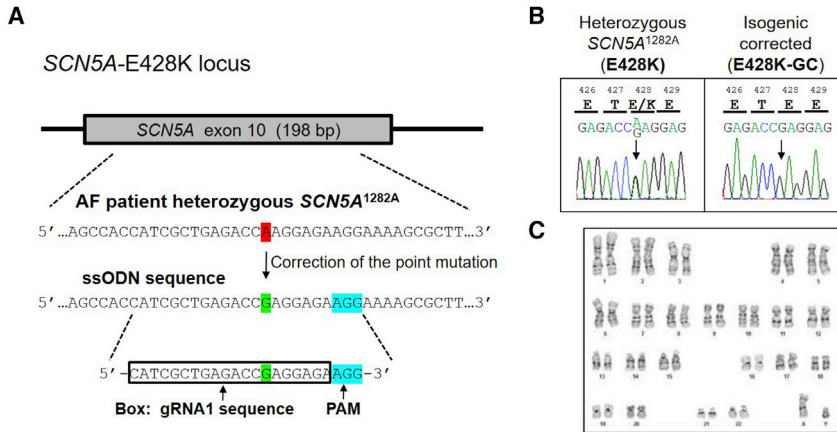 A
SCN5A-E428K locus
SCN5A exon 10 (198 bp)
AF patient heterozygous SCN5A1282A
5′…AGCCACCATCGCTGAGACCAAGGAGAAGGAAAAGCGCTT…3′
Correction of the point mutation
ssODN sequence
5′…AGCCACCATCGCTGAGACCGAGGAGAAGGAAAAGCGCTT…3′
5′-CATCGCTGAGACCGAGGAGAAGG-3′
Box: gRNA1 sequence
PAM
B
Heterozygous
SCN5A1282A
(E428K)
426 427 428 429
E T E/K E
GAGACCA/GAGGAG
Isogenic
corrected
(E428K-GC)
426 427 428 429
E T E E
GAGACCGAGGAG
C
1 2 3 4 5
6 7 8 9 10 11 12
13 14 15 16 17 18
19 20 21 22 X Y